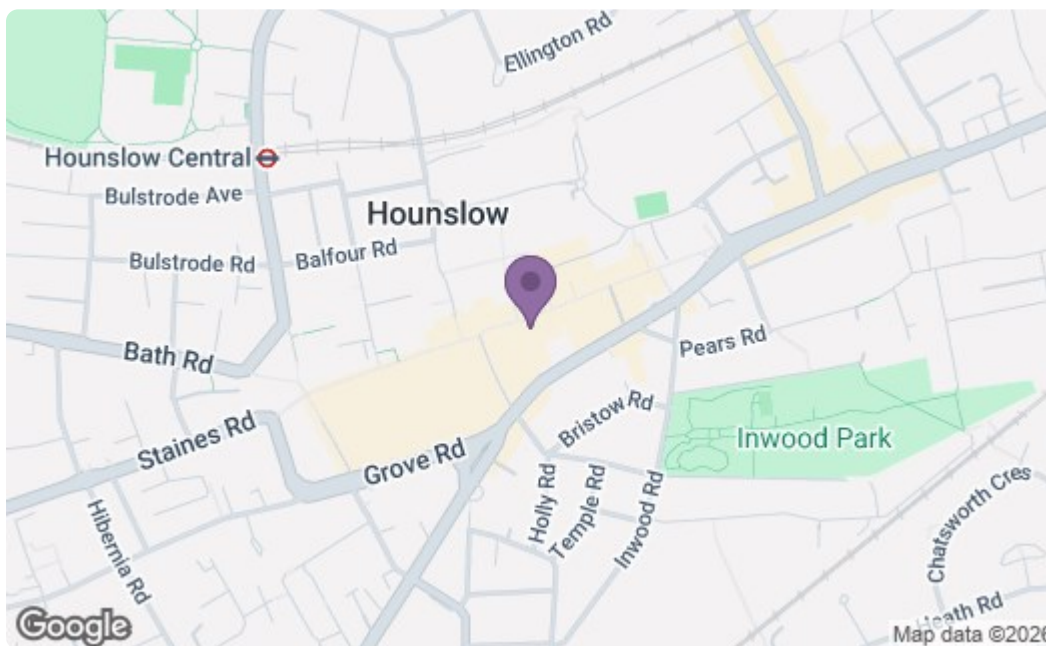 Ellington Rd
Hounslow Central
Bulstrode Ave
Hounslow
Balfour Rd
Bulstrode Rd
Bath Rd
Pears Rd
Bristow Rd
Staines Rd
Inwood Park
Grove Rd
Holly Rd
Temple Rd
Inwood Rd
Chatsworth Cres
Hibernia Rd
Heath Rd
Google
Map data ©2026